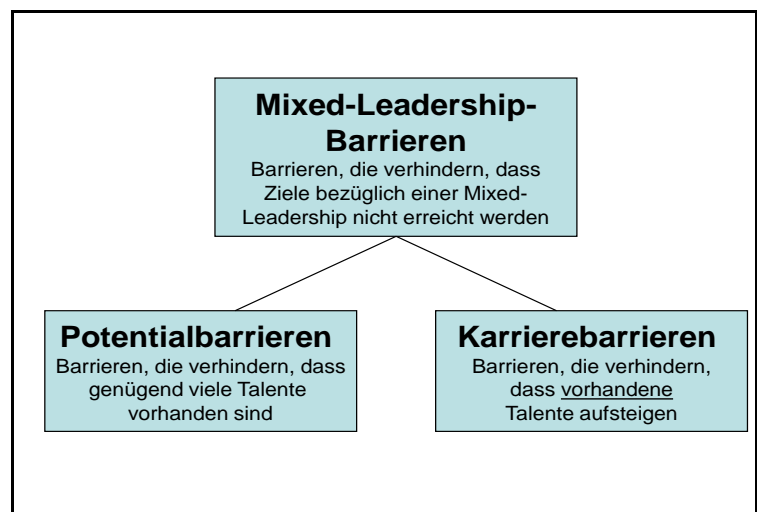 Mixed-Leadership-
Barrieren
Barrieren, die verhindern, dass
Ziele bezüglich einer Mixed-
Leadership nicht erreicht werden
Potentialbarrieren
Barrieren, die verhindern, dass
genügend viele Talente
vorhanden sind
Karrierebarrieren
Barrieren, die verhindern,
dass vorhandene
Talente aufsteigen